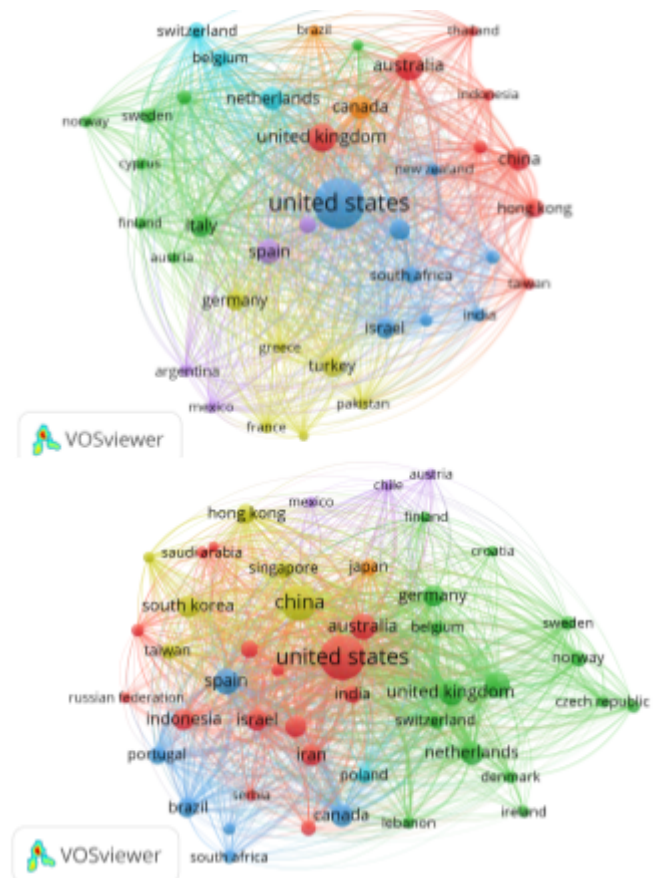 switzerland
brazil
thailand
belgium
australia
netherlands
indonesia
canada
norway
sweden
united kingdom
china
cyprus
new zealand
united states
hong kong
finland
italy
spain
austria
south africa
taiwan
germany
india
israel
greece
turkey
argentina
mexico
pakistan
france
VOSviewer
austria
chile
mexico
hong kong
finland
saudi arabia
croatia
singapore
japan
south korea
china
germany
australia
belgium
sweden
taiwan
united states
norway
spain
india
united kingdom
russian federation
czech republic
indonesia
israel
switzerland
portugal
iran
netherlands
poland
denmark
serbia
brazil
canada
ireland
lebanon
VOSviewer
south africa